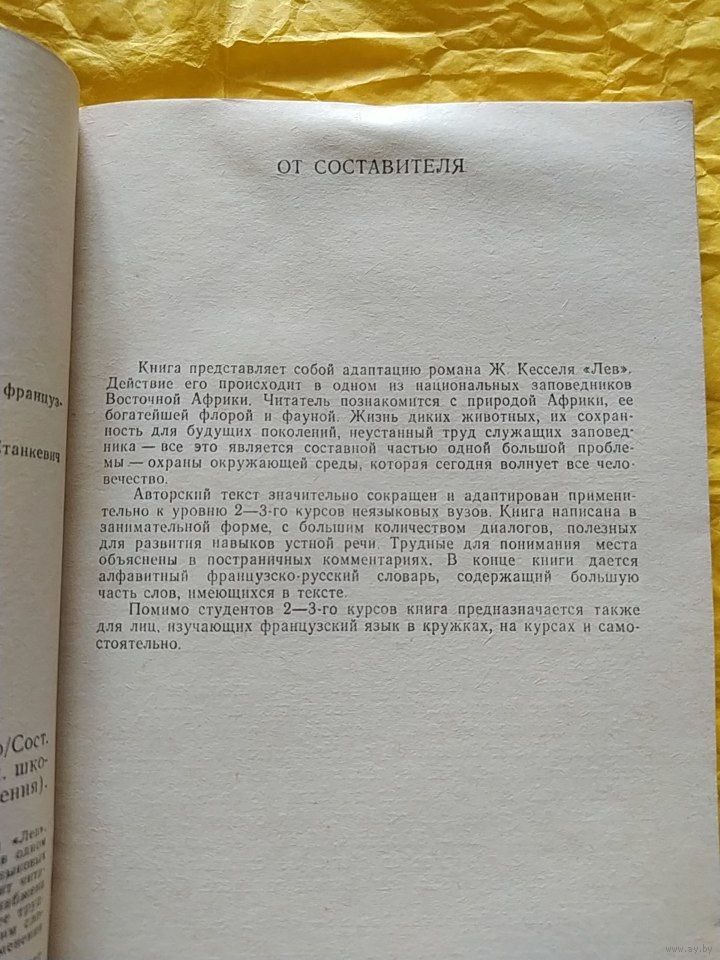 француз-
Станкевич
/Сост.
шко-
ения).
«Лев».
в одном
ОТ СОСТАВИТЕЛЯ
Книга представляет собой адаптацию романа Ж. Кесселя «Лев».
Действие его происходит в одном из национальных заповедников
Восточной Африки. Читатель познакомится с природой Африки, ее
богатейшей флорой и фауной. Жизнь диких животных, их сохран-
ность для будущих поколений, неустанный труд служащих заповед-
ника — все это является составной частью одной большой пробле-
мы — охраны окружающей среды, которая сегодня волнует все чело-
вечество.
Авторский текст значительно сокращен и адаптирован примени-
тельно к уровню 2—3-го курсов неязыковых вузов. Книга написана в
занимательной форме, с большим количеством диалогов, полезных
для развития навыков устной речи. Трудные для понимания места
объяснены в постраничных комментариях. В конце книги дается
алфавитный французско-русский словарь, содержащий большую
часть слов, имеющихся в тексте.
Помимо студентов 2—3-го курсов книга предназначается также
для лиц, изучающих французский язык в кружках, на курсах и само-
стоятельно.
www.ay.by